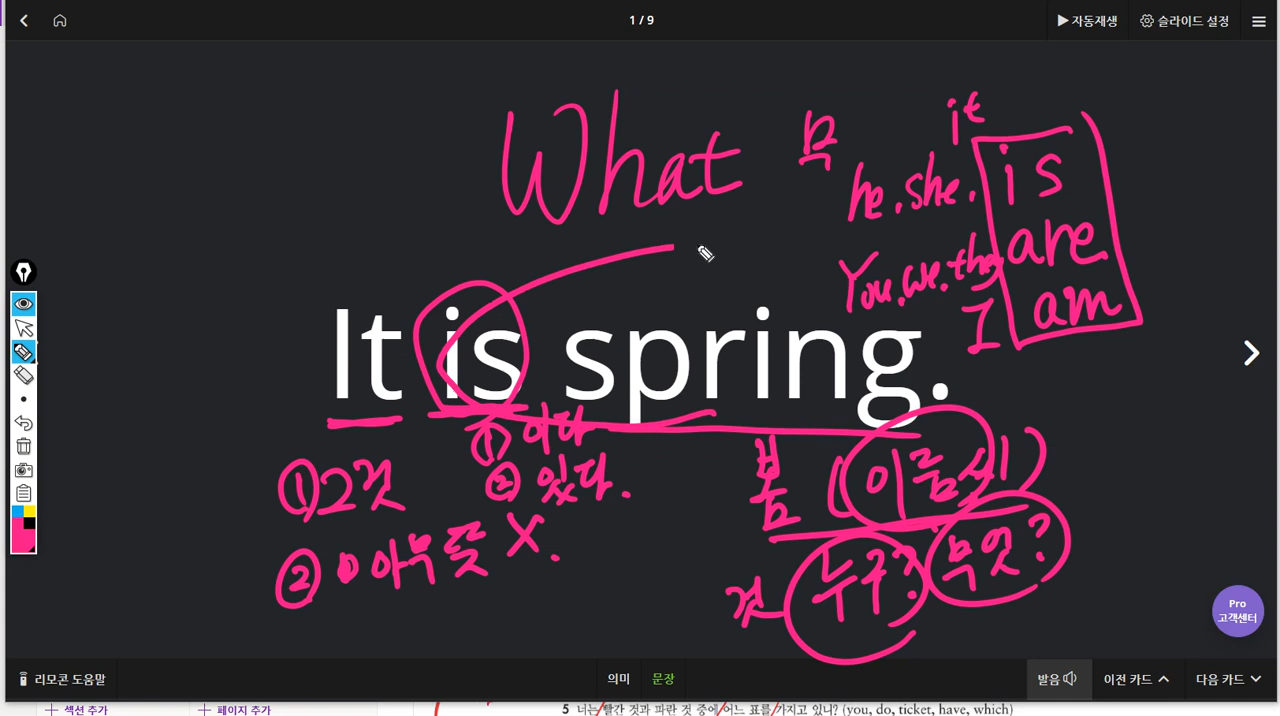 1 / 9
자동재생
슬라이드 설정
What
it
he. she. is
You. we. they are
I am
It is spring.
① 이다
② 있다.
① 그것
② 아무 뜻 X.
봄 (이름씨)
것 누구? 무엇?
Pro
고객센터
리모콘 도움말
의미
문장
발음
이전 카드
다음 카드
섹션 추가
페이지 추가
5 너는 빨간 것과 파란 것 중에 어느 표를 가지고 있니? (you, do, ticket, have, which)